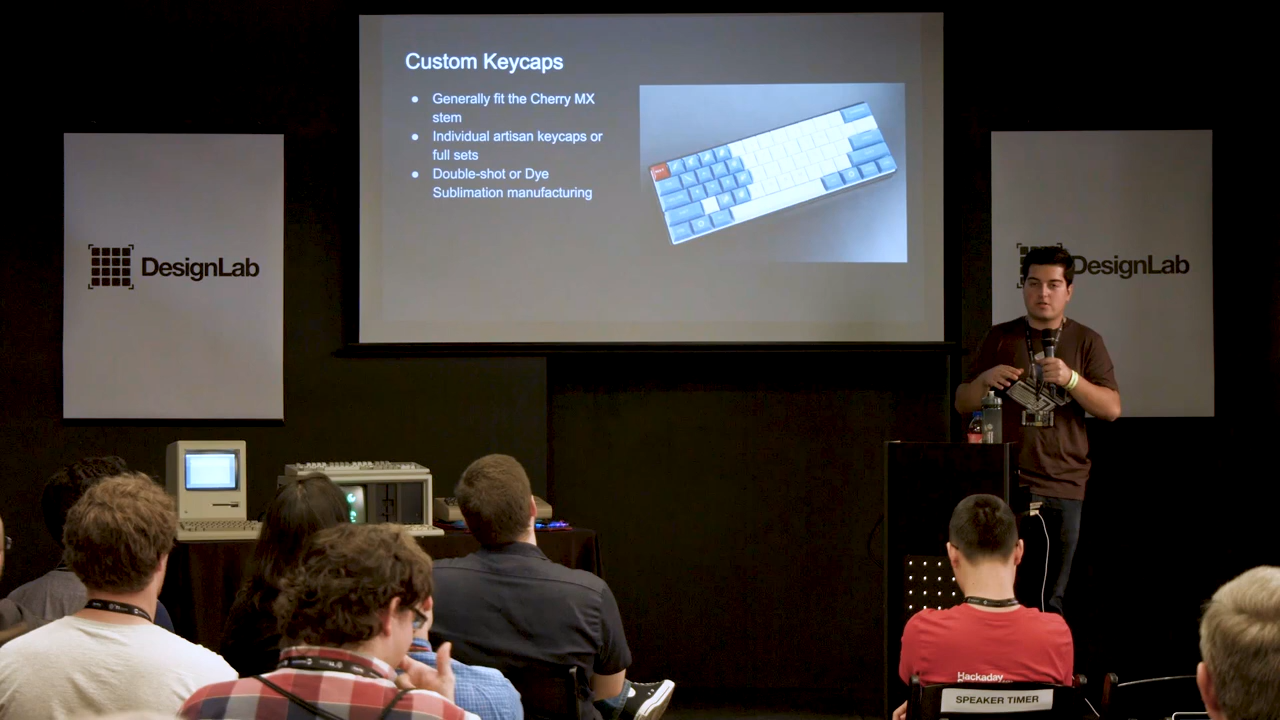 Custom Keycaps
● Generally fit the Cherry MX
stem
● Individual artisan keycaps or
full sets
● Double-shot or Dye
Sublimation manufacturing
DesignLab
DesignLab
Hackaday
SPEAKER TIMER